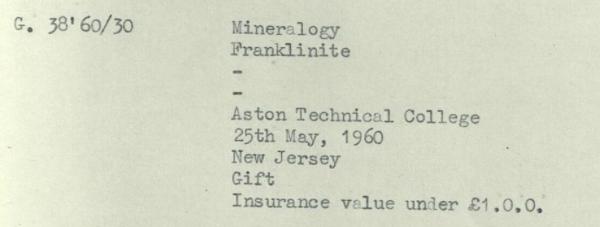 G. 38'60/30 Mineralogy
Franklinite
-
-
Aston Technical College
25th May, 1960
New Jersey
Gift
Insurance value under £1.0.0.